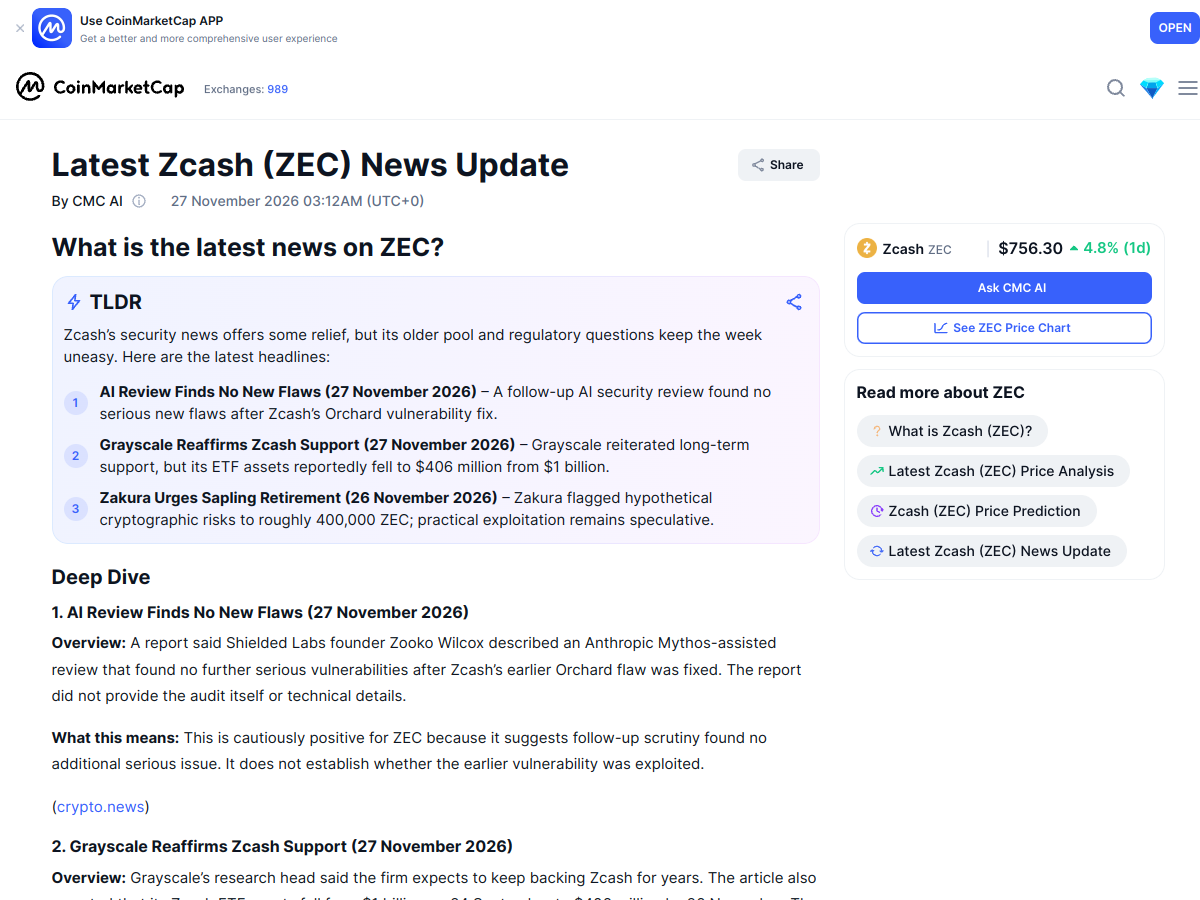 Use CoinMarketCap APP
Get a better and more comprehensive user experience
OPEN
CoinMarketCap
Exchanges: 989
Latest Zcash (ZEC) News Update
Share
By CMC AI
27 November 2026 03:12AM (UTC+0)
What is the latest news on ZEC?
TLDR
Zcash’s security news offers some relief, but its older pool and regulatory questions keep the week
uneasy. Here are the latest headlines:
1
AI Review Finds No New Flaws (27 November 2026) – A follow-up AI security review found no
serious new flaws after Zcash’s Orchard vulnerability fix.
2
Grayscale Reaffirms Zcash Support (27 November 2026) – Grayscale reiterated long-term
support, but its ETF assets reportedly fell to $406 million from $1 billion.
3
Zakura Urges Sapling Retirement (26 November 2026) – Zakura flagged hypothetical
cryptographic risks to roughly 400,000 ZEC; practical exploitation remains speculative.
Deep Dive
1. AI Review Finds No New Flaws (27 November 2026)
Overview: A report said Shielded Labs founder Zooko Wilcox described an Anthropic Mythos-assisted
review that found no further serious vulnerabilities after Zcash’s earlier Orchard flaw was fixed. The report
did not provide the audit itself or technical details.
What this means: This is cautiously positive for ZEC because it suggests follow-up scrutiny found no
additional serious issue. It does not establish whether the earlier vulnerability was exploited.
(crypto.news)
2. Grayscale Reaffirms Zcash Support (27 November 2026)
Overview: Grayscale’s research head said the firm expects to keep backing Zcash for years. The article also
Zcash ZEC
$756.30
4.8% (1d)
Ask CMC AI
See ZEC Price Chart
Read more about ZEC
What is Zcash (ZEC)?
Latest Zcash (ZEC) Price Analysis
Zcash (ZEC) Price Prediction
Latest Zcash (ZEC) News Update